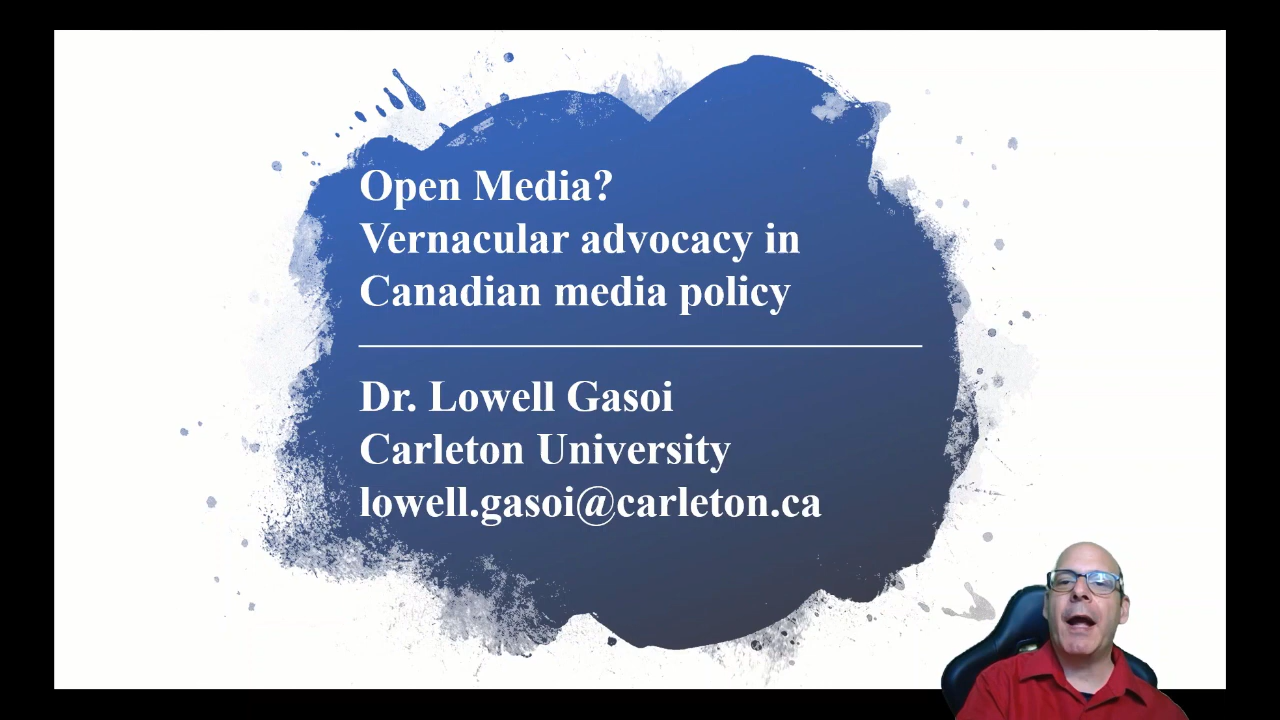 Open Media?
Vernacular advocacy in
Canadian media policy
Dr. Lowell Gasoi
Carleton University
lowell.gasoi@carleton.ca